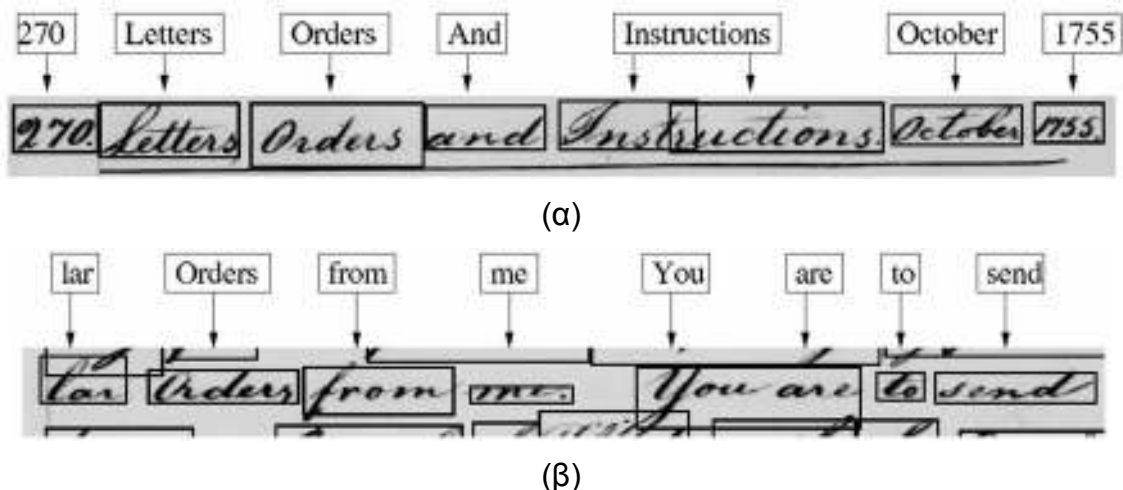 270 Letters Orders And Instructions October 1755
270. Letters Orders and Instructions. October 1755.
(α)
lar Orders from me You are to send
lar Orders from me. You are to send
(β)